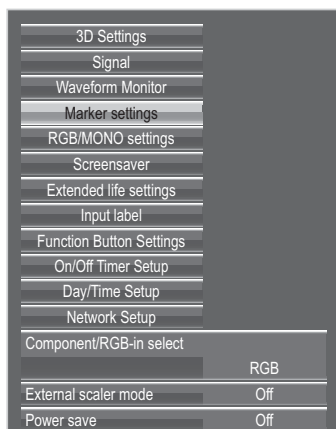 3D Settings
Signal
Waveform Monitor
Marker settings
RGB/MONO settings
Screensaver
Extended life settings
Input label
Function Button Settings
On/Off Timer Setup
Day/Time Setup
Network Setup
Component/RGB-in select
RGB
External scaler mode Off
Power save Off